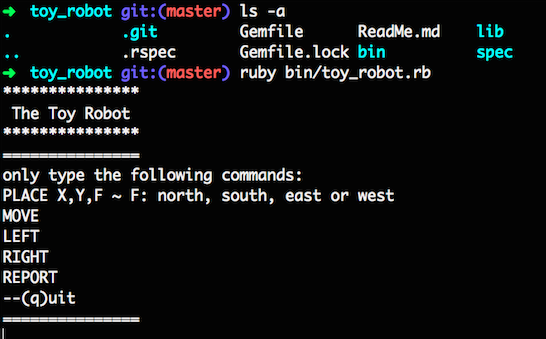 ➜ toy_robot git:(master) ls -a
. .git Gemfile ReadMe.md lib
.. .rspec Gemfile.lock bin spec
➜ toy_robot git:(master) ruby bin/toy_robot.rb
***************
The Toy Robot
***************
===============
only type the following commands:
PLACE X,Y,F ~ F: north, south, east or west
MOVE
LEFT
RIGHT
REPORT
--(q)uit
===============